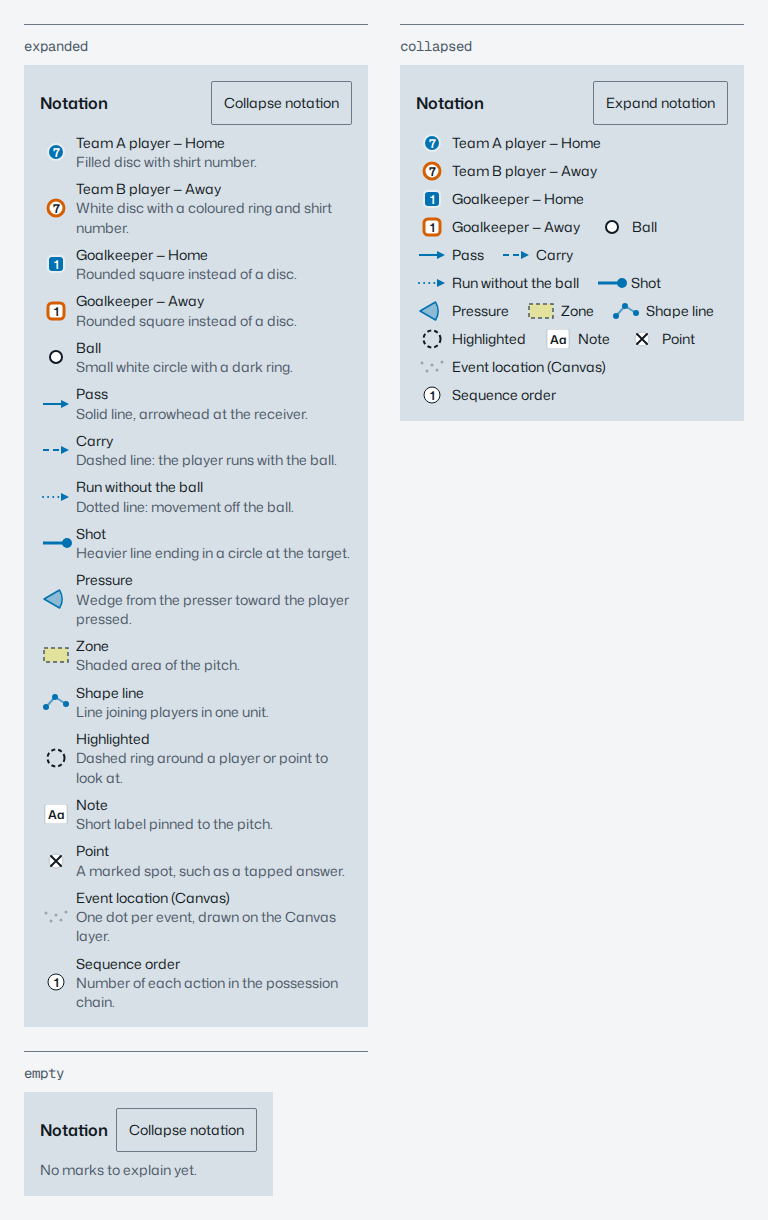 expanded
Notation
Collapse notation
7 Team A player – Home
Filled disc with shirt number.
7 Team B player – Away
White disc with a coloured ring and shirt
number.
1 Goalkeeper – Home
Rounded square instead of a disc.
1 Goalkeeper – Away
Rounded square instead of a disc.
Ball
Small white circle with a dark ring.
Pass
Solid line, arrowhead at the receiver.
Carry
Dashed line: the player runs with the ball.
Run without the ball
Dotted line: movement off the ball.
Shot
Heavier line ending in a circle at the target.
Pressure
Wedge from the presser toward the player
pressed.
Zone
Shaded area of the pitch.
Shape line
Line joining players in one unit.
Highlighted
Dashed ring around a player or point to
look at.
Aa Note
Short label pinned to the pitch.
Point
A marked spot, such as a tapped answer.
Event location (Canvas)
One dot per event, drawn on the Canvas
layer.
1 Sequence order
Number of each action in the possession
chain.
collapsed
Notation
Expand notation
7 Team A player – Home
7 Team B player – Away
1 Goalkeeper – Home
1 Goalkeeper – Away Ball
Pass Carry
Run without the ball Shot
Pressure Zone Shape line
Highlighted Aa Note Point
Event location (Canvas)
1 Sequence order
empty
Notation
Collapse notation
No marks to explain yet.